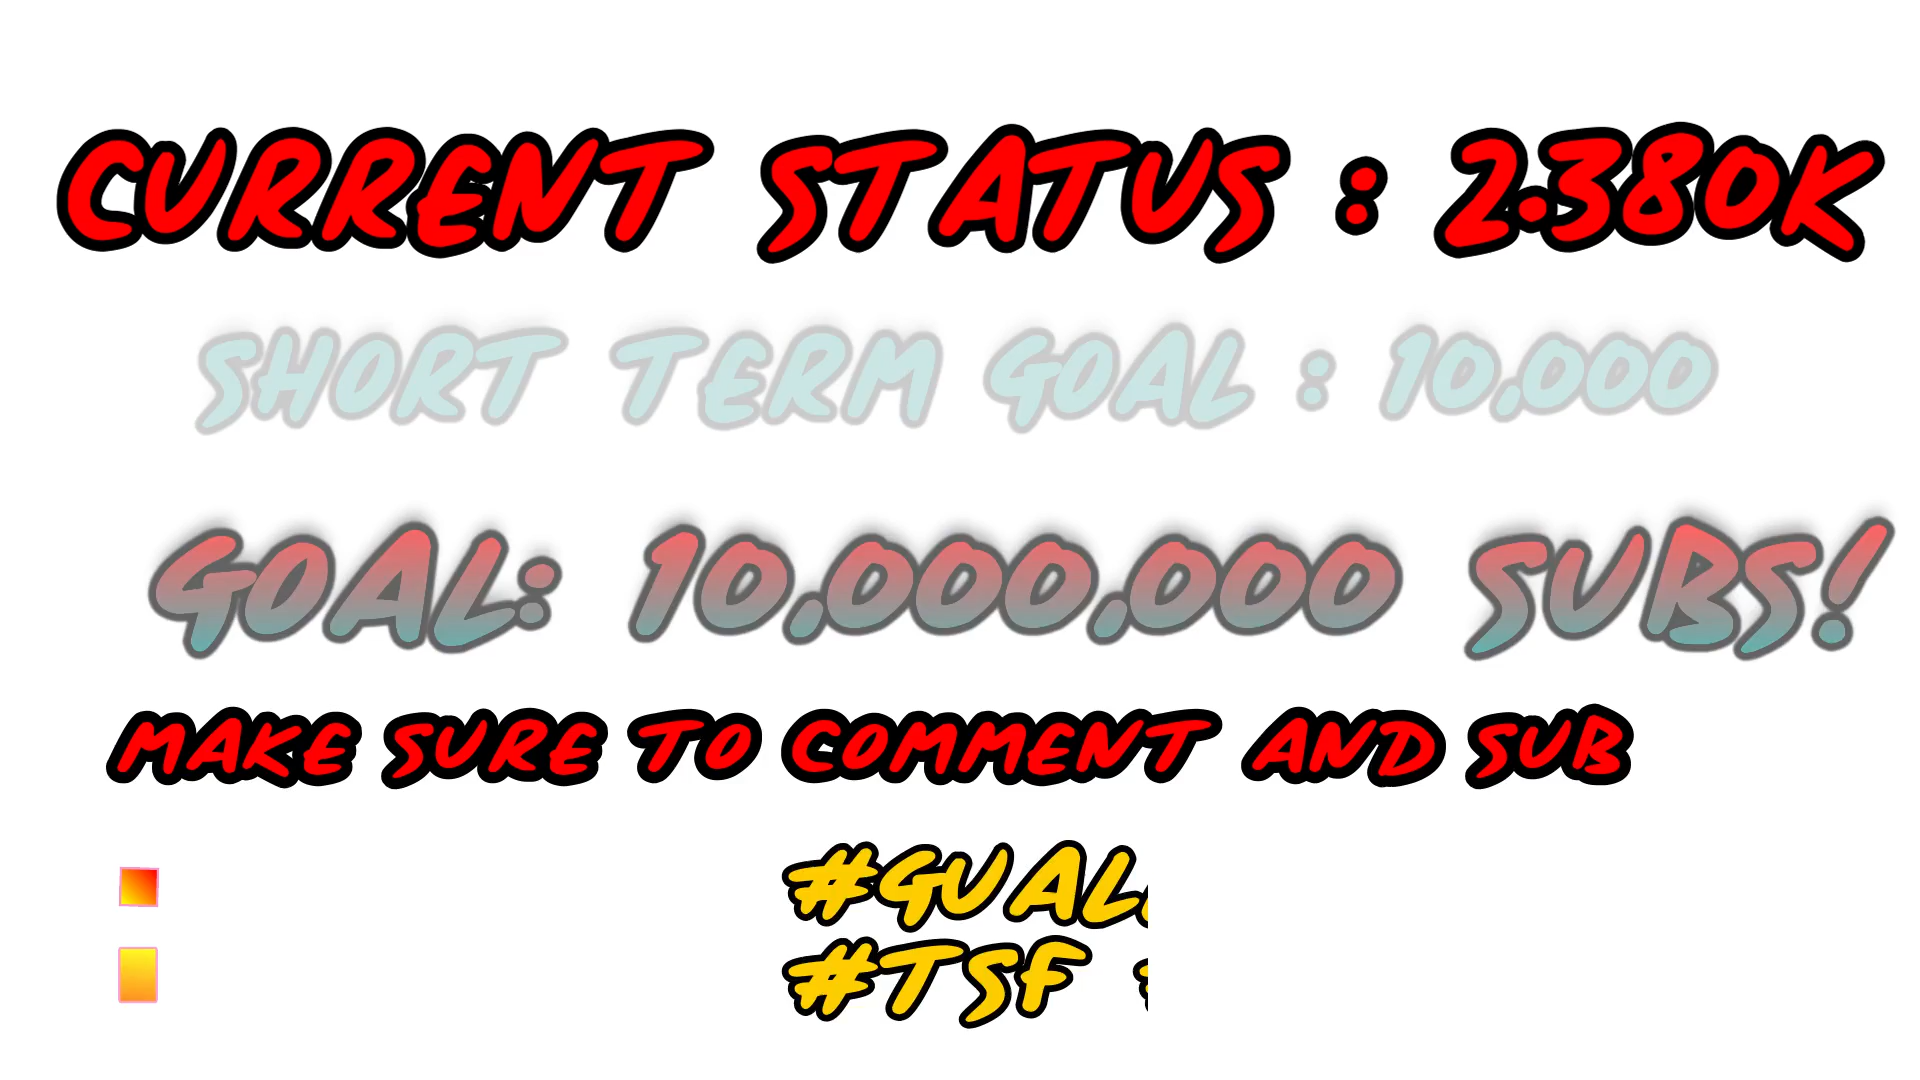 CURRENT STATUS : 2.380K
SHORT TERM GOAL : 10,000
GOAL: 10,000,000 SUBS!
MAKE SURE TO COMMENT AND SUB
#TSF